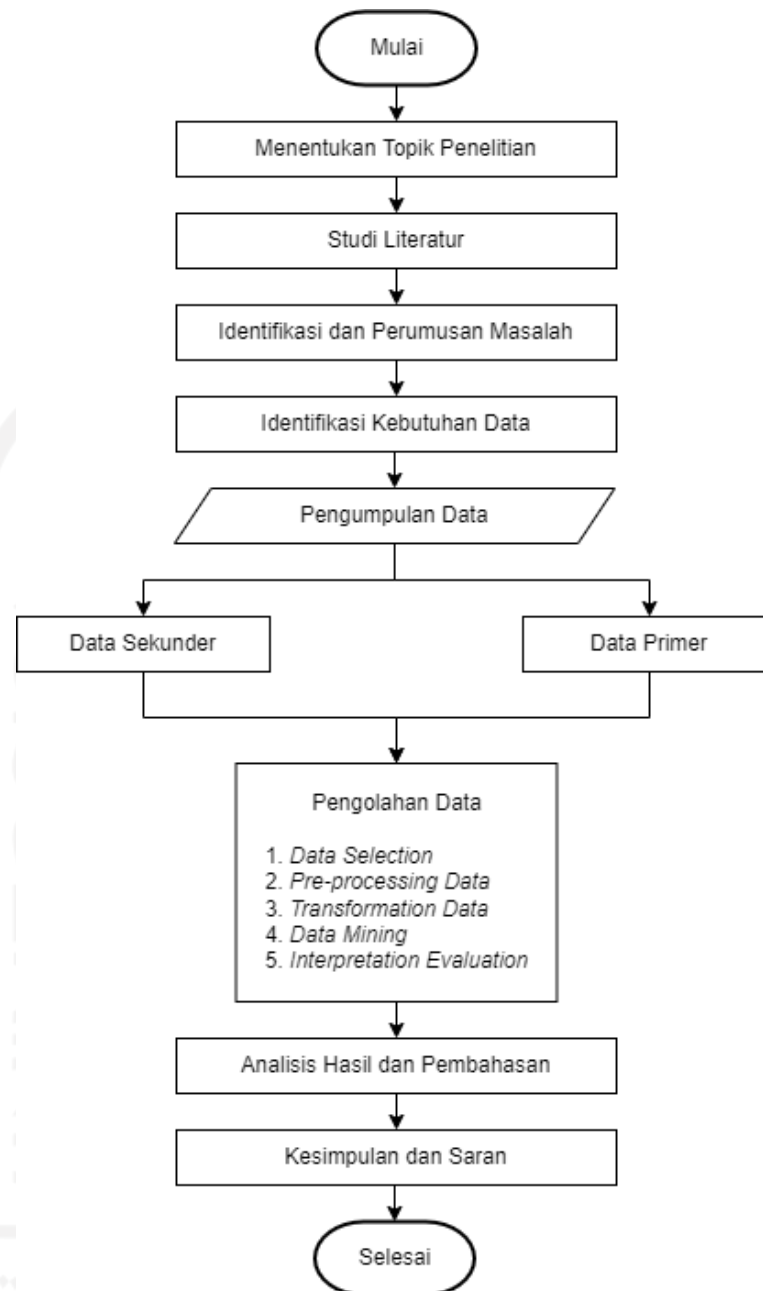 Mulai
Menentukan Topik Penelitian
Studi Literatur
Identifikasi dan Perumusan Masalah
Identifikasi Kebutuhan Data
Pengumpulan Data
Data Sekunder
Data Primer
Pengolahan Data
1. Data Selection
2. Pre-processing Data
3. Transformation Data
4. Data Mining
5. Interpretation Evaluation
Analisis Hasil dan Pembahasan
Kesimpulan dan Saran
Selesai